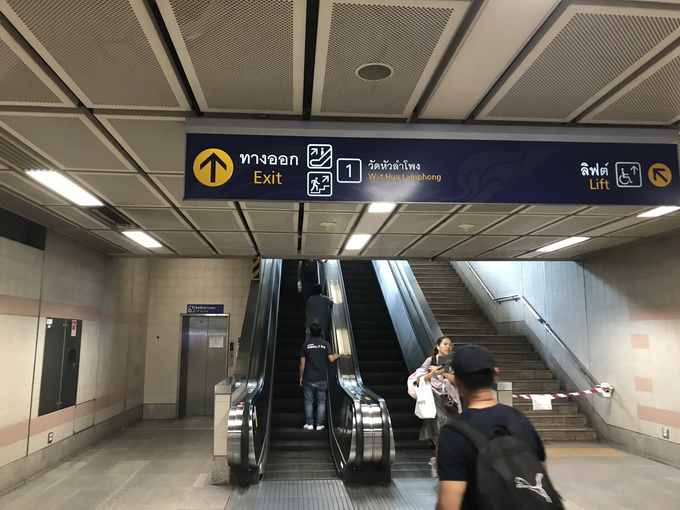 ทางออก
Exit
1
วัดหัวลำโพง
Wat Hua Lamphong
ลิฟต์
Lift